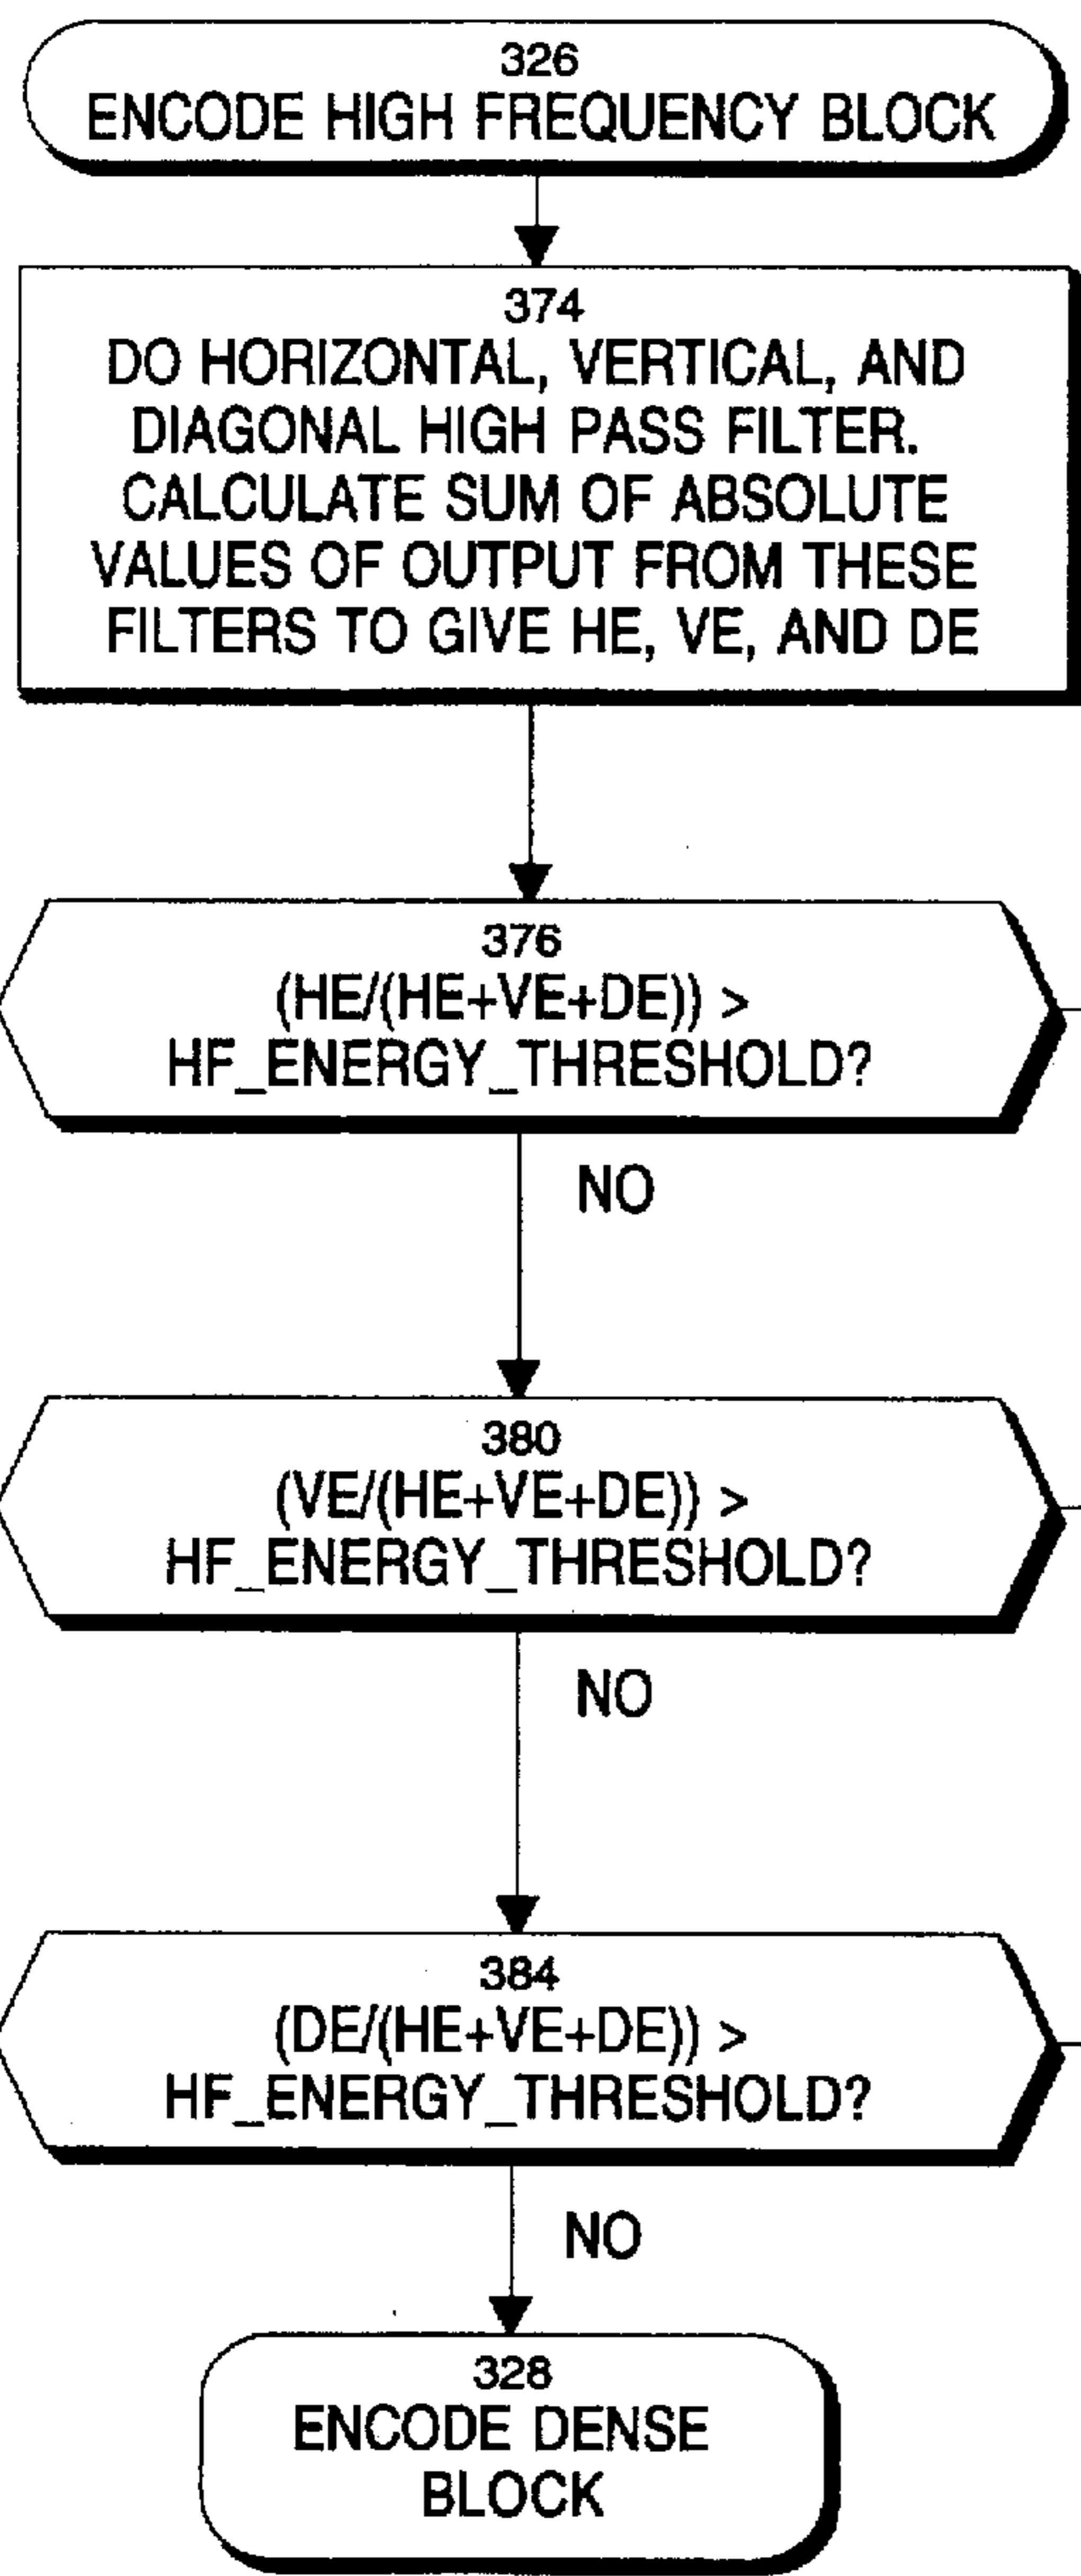 326
ENCODE HIGH FREQUENCY BLOCK
374
DO HORIZONTAL, VERTICAL, AND
DIAGONAL HIGH PASS FILTER.
CALCULATE SUM OF ABSOLUTE
VALUES OF OUTPUT FROM THESE
FILTERS TO GIVE HE, VE, AND DE
376
(HE/(HE+VE+DE)) >
HF_ENERGY_THRESHOLD?
NO
380
(VE/(HE+VE+DE)) >
HF_ENERGY_THRESHOLD?
NO
384
(DE/(HE+VE+DE)) >
HF_ENERGY_THRESHOLD?
NO
328
ENCODE DENSE
BLOCK